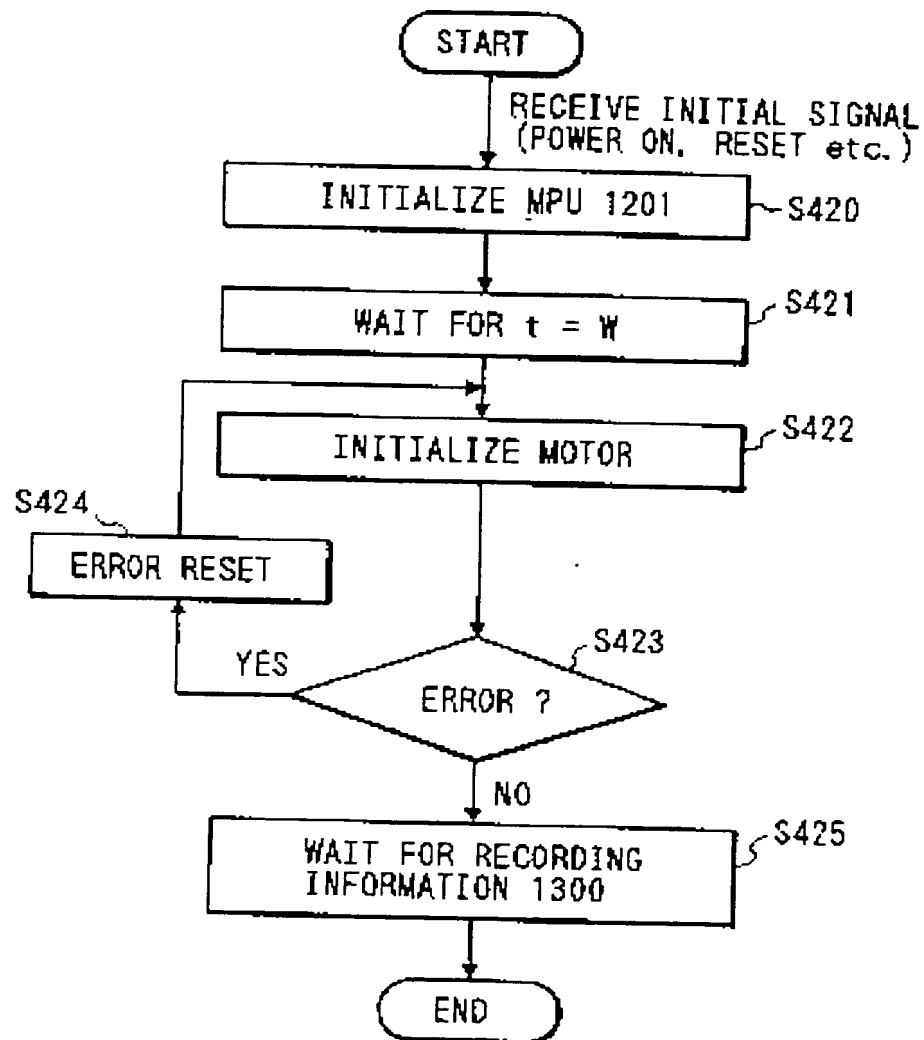 START
RECEIVE INITIAL SIGNAL
(POWER ON. RESET etc.)
INITIALIZE MPU 1201
S420
WAIT FOR t = W
S421
INITIALIZE MOTOR
S422
S424
ERROR RESET
YES
ERROR ?
S423
NO
WAIT FOR RECORDING
INFORMATION 1300
S425
END